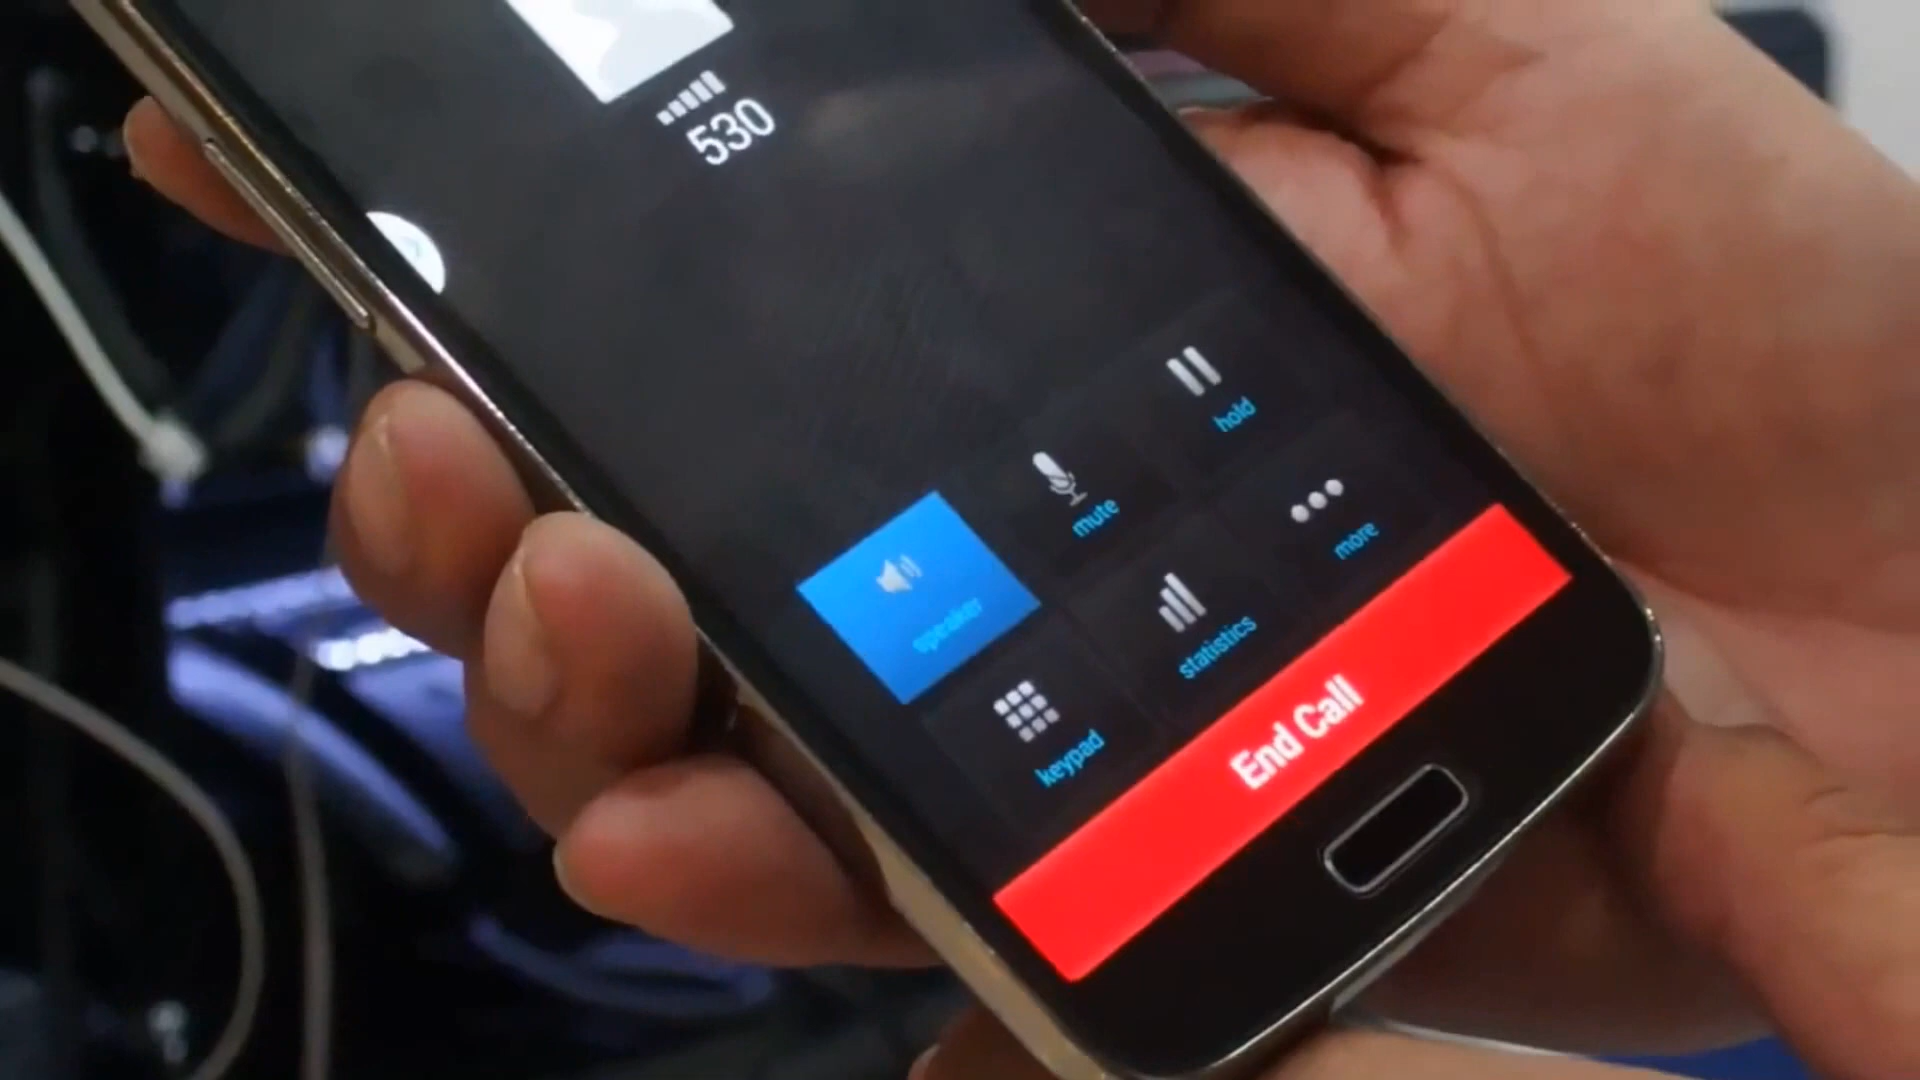 530
hold
mute
more
speaker
statistics
keypad
End Call